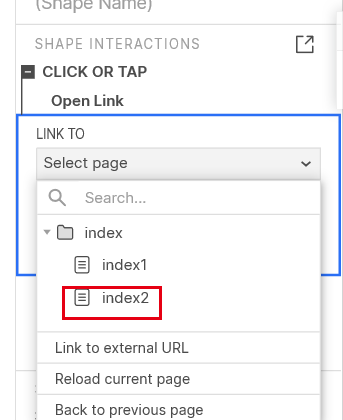 (Shape Name)
SHAPE INTERACTIONS
CLICK OR TAP
Open Link
LINK TO
Select page
Search...
index
index1
index2
Link to external URL
Reload current page
Back to previous page